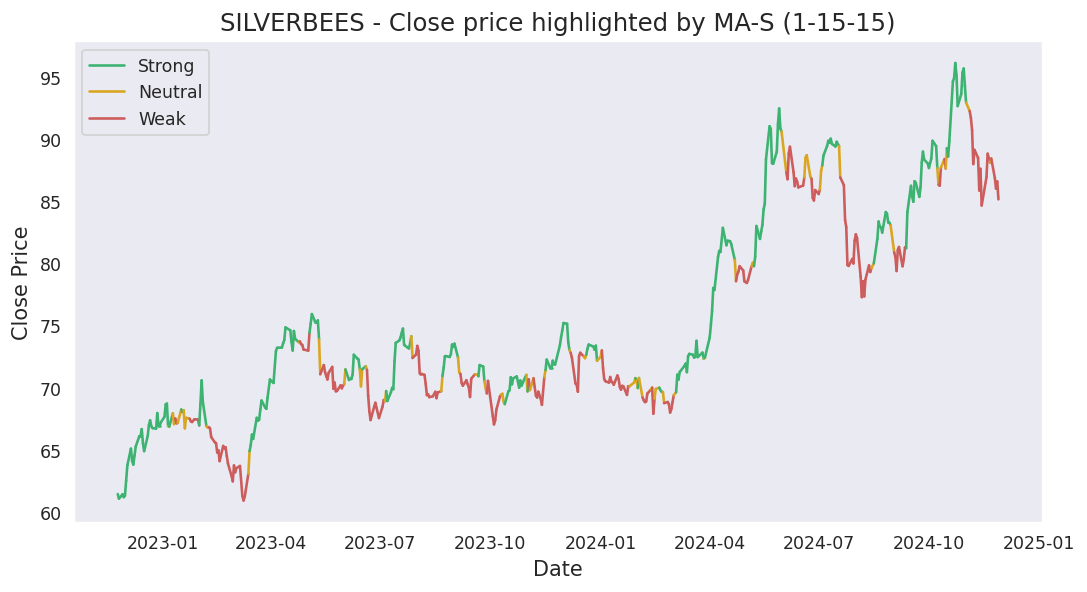 SILVERBEES - Close price highlighted by MA-S (1-15-15)
Strong
Neutral
Weak
95
90
85
80
75
70
65
60
Close Price
2023-01 2023-04 2023-07 2023-10 2024-01 2024-04 2024-07 2024-10 2025-01
Date